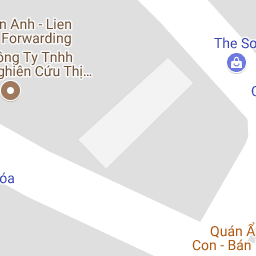 n Anh - Lien
Forwarding
ông Ty Tnhh
ghiên Cứu Thị...
The So
óa
Quán Ẩ
Con - Bán